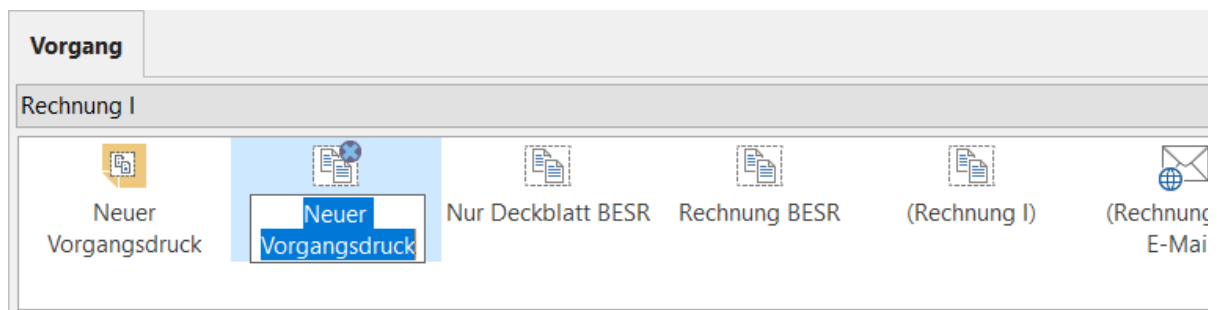 Vorgang
Rechnung I
Neuer
Vorgangsdruck
Neuer
Vorgangsdruck
Nur Deckblatt BESR
Rechnung BESR
(Rechnung I)
(Rechnung
E-Mai